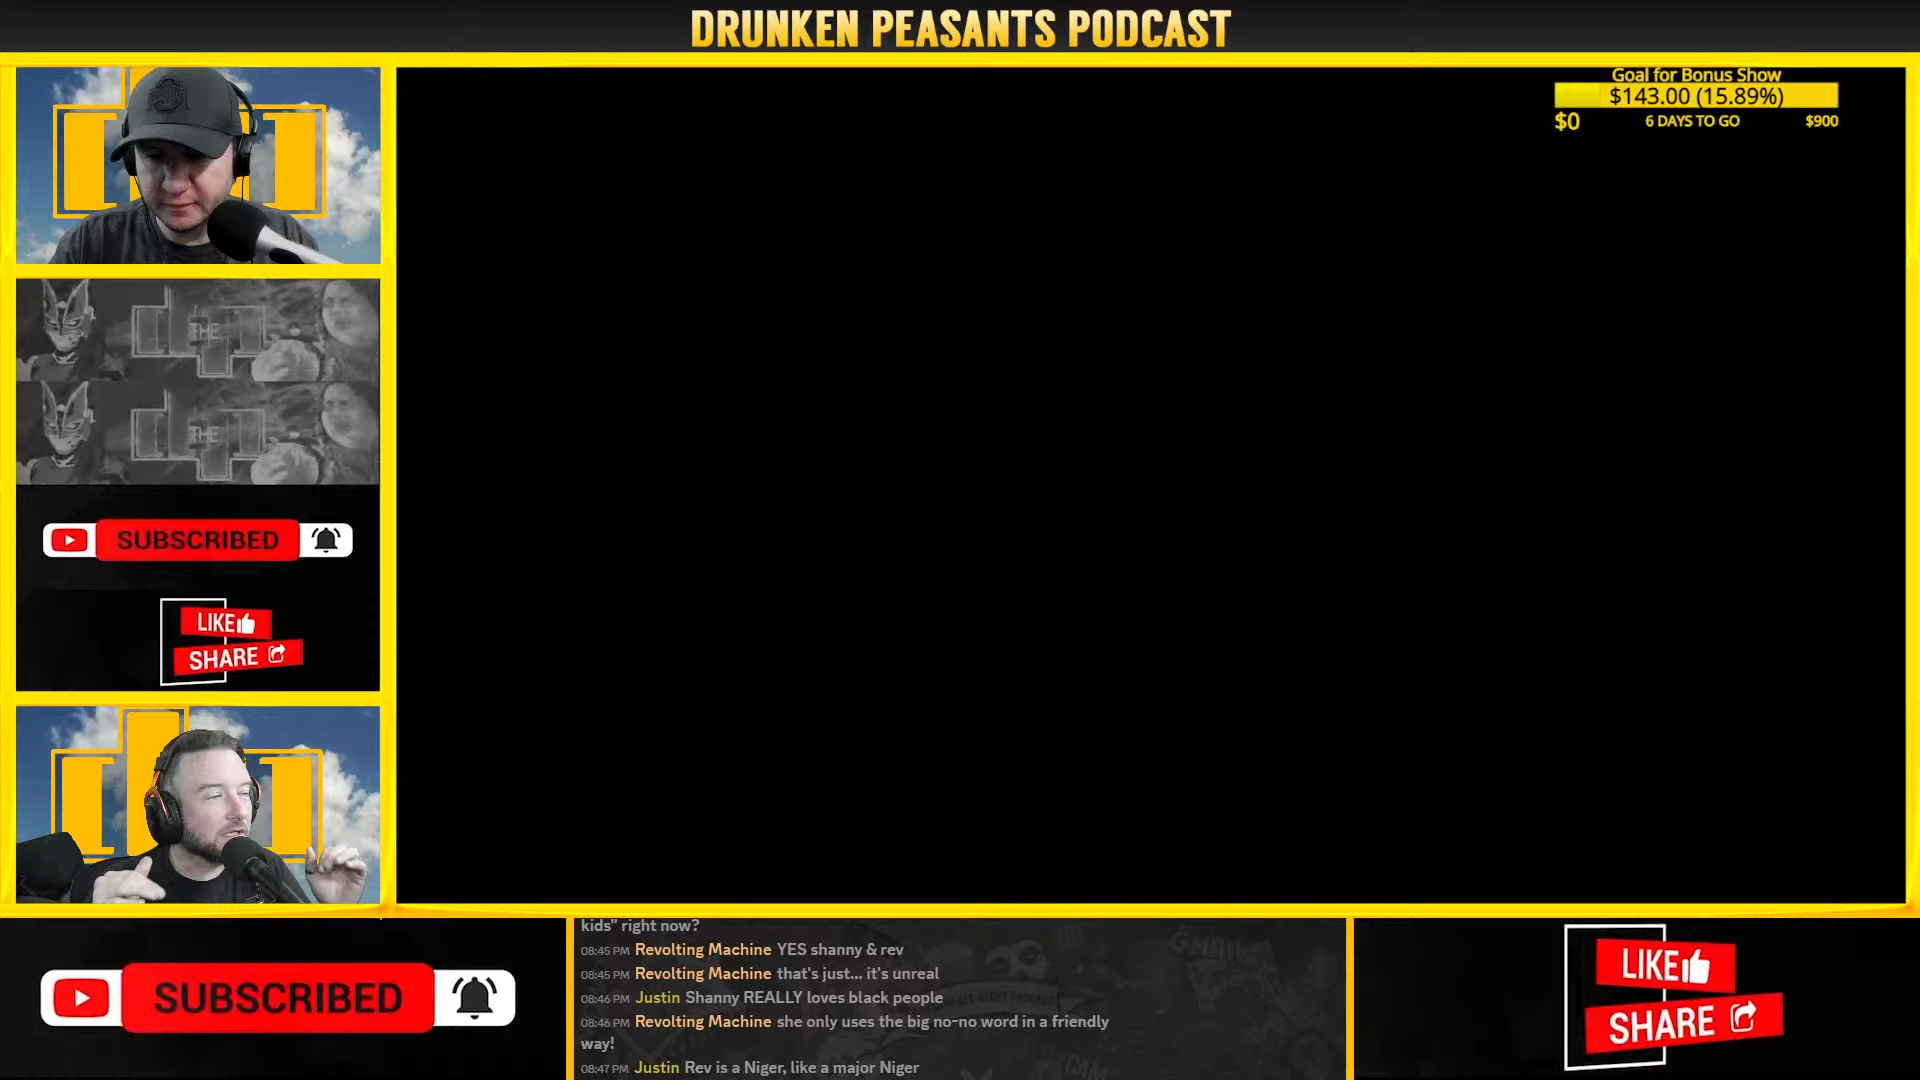 DRUNKEN PEASANTS PODCAST
Goal for Bonus Show
$143.00 (15.89%)
$0 6 DAYS TO GO $900
THE
THE
SUBSCRIBED
LIKE
SHARE
kids" right now?
08:45 PM Revolting Machine YES shanny & rev
08:45 PM Revolting Machine that's just... it's unreal
08:46 PM Justin Shanny REALLY loves black people
08:46 PM Revolting Machine she only uses the big no-no word in a friendly
way!
08:47 PM Justin Rev is a Niger, like a major Niger
SUBSCRIBED
LIKE
SHARE